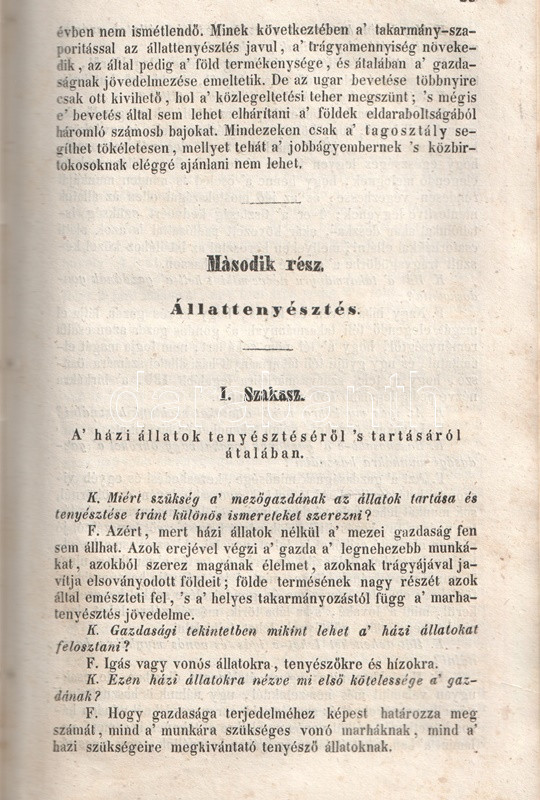 évben nem ismétlendő. Minek következtében a' takarmány-sza-
porítással az állattenyésztés javul, a' trágyamennyiség növeke-
dik, az által pedig a' föld termékenysége, és átalában a' gazda-
ságnak jövedelmezése emeltetik. De az ugar bevetése többnyire
csak ott kivihető, hol a' közlegeltetési teher megszünt; 's mégis
e' bevetés által sem lehet elhárítani a' földek eldaraboltságából
háromló számosb bajokat. Mindezeken csak a' tagosztály se-
gíthet tökéletesen, mellyet tehát a' jobbágyembernek 's közbir-
tokosoknak eléggé ajánlani nem lehet.
Második rész.
Állattenyésztés.
I. Szakasz.
A' házi állatok tenyésztéséről 's tartásáról
átalában.
K. Miért szükség a' mezőgazdának az állatok tartása és
tenyésztése iránt különös ismereteket szerezni?
F. Azért, mert házi állatok nélkül a' mezei gazdaság fen
sem állhat. Azok erejével végzi a' gazda a' legnehezebb munká-
kat, azokból szerez magának élelmet, azoknak trágyájával ja-
vítja elsoványodott földeit; földe termésének nagy részét azok
által emészteti fel, 's a' helyes takarmányozástól függ a' marha-
tenyésztés jövedelme.
K. Gazdasági tekintetben mikint lehet a' házi állatokat
felosztani?
F. Igás vagy vonós állatokra, tenyészőkre és hízokra.
K. Ezen házi állatokra nézve mi első kötelessége a' gaz-
dának?
F. Hogy gazdasága terjedelméhez képest határozza meg
számát, mind a' munkára szükséges vonó marháknak, mind a'
házi szükségeire megkivántató tenyésző állatoknak.